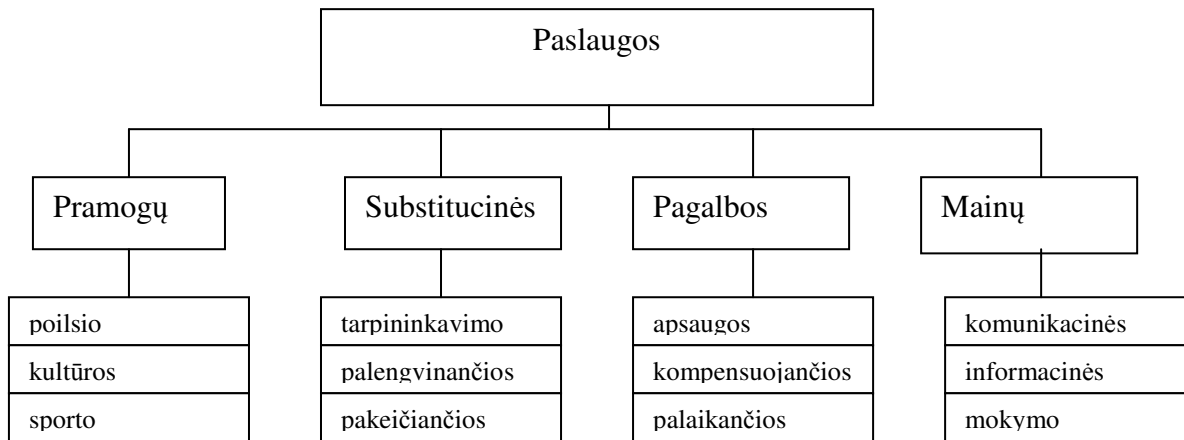 Paslaugos
Pramogų
Substitucinės
Pagalbos
Mainų
poilsio
kultūros
sporto
tarpininkavimo
palengvinančios
pakeičiančios
apsaugos
kompensuojančios
palaikančios
komunikacinės
informacinės
mokymo